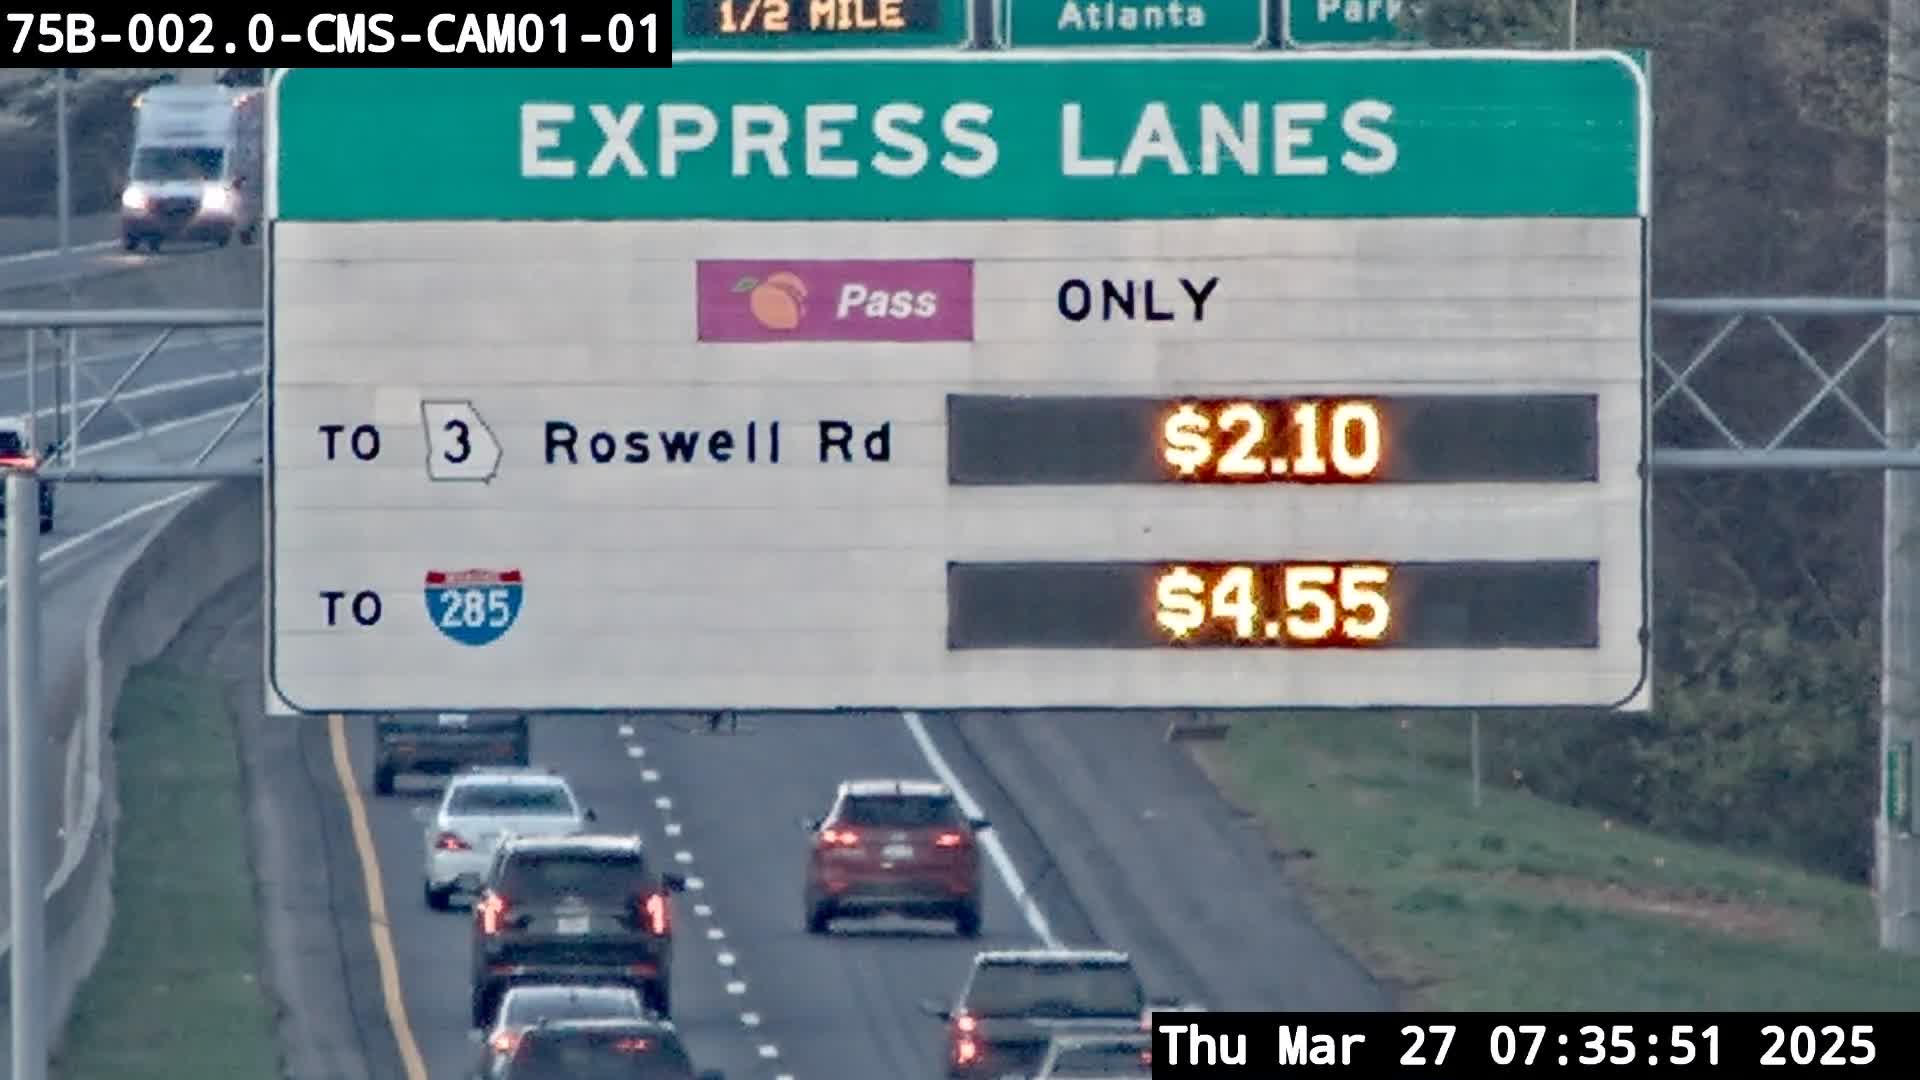 75B-002.0-CMS-CAM01-01
1/2 MILE
Atlanta
EXPRESS LANES
Pass ONLY
TO 3 Roswell Rd $2.10
TO 285 $4.55
Thu Mar 27 07:35:51 2025